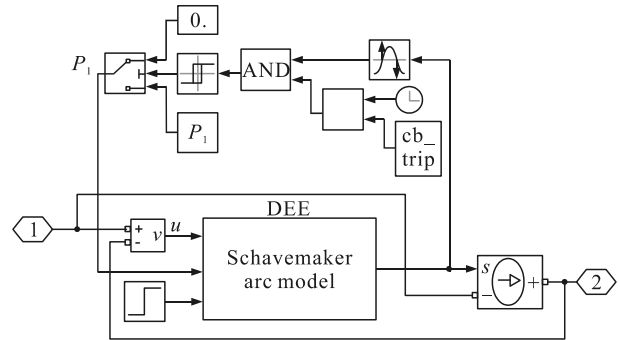 0.
P₁
AND
P₁
cb_
trip
DEE
1
+
-
v
u
Schavemaker
arc model
s
-
+
2